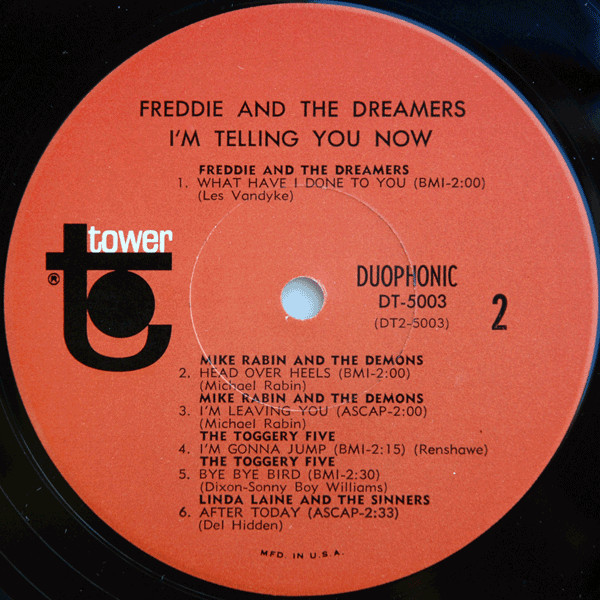 FREDDIE AND THE DREAMERS
I'M TELLING YOU NOW
FREDDIE AND THE DREAMERS
1. WHAT HAVE I DONE TO YOU (BMI-2:00)
(Les Vandyke)
tower
®
DUOPHONIC
DT-5003
(DT2-5003)
2
MIKE RABIN AND THE DEMONS
2. HEAD OVER HEELS (BMI-2:00)
(Michael Rabin)
MIKE RABIN AND THE DEMONS
3. I'M LEAVING YOU (ASCAP-2:00)
(Michael Rabin)
THE TOGGERY FIVE
4. I'M GONNA JUMP (BMI-2:15) (Renshawe)
THE TOGGERY FIVE
5. BYE BYE BIRD (BMI-2:30)
(Dixon-Sonny Boy Williams)
LINDA LAINE AND THE SINNERS
6. AFTER TODAY (ASCAP-2:33)
(Del Hidden)
MFD. IN U.S.A.